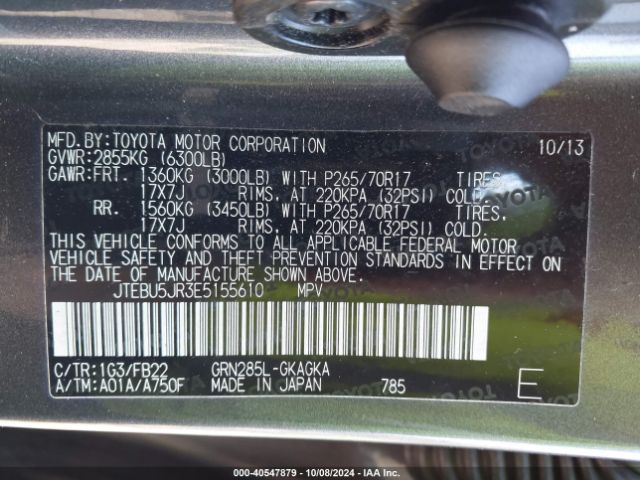 MFD. BY: TOYOTA MOTOR CORPORATION 10/13
GVWR: 2855KG (6300LB)
GAWR: FRT. 1360KG (3000LB) WITH P265/70R17 TIRES,
17X7J RIMS, AT 220KPA (32PSI) COLD.
RR. 1560KG (3450LB) WITH P265/70R17 TIRES,
17X7J RIMS, AT 220KPA (32PSI) COLD.
THIS VEHICLE CONFORMS TO ALL APPLICABLE FEDERAL MOTOR
VEHICLE SAFETY AND THEFT PREVENTION STANDARDS IN EFFECT ON
THE DATE OF MANUFACTURE SHOWN ABOVE.
JTEBU5JR3E5155610 MPV
C/TR: 1G3/FB22 GRN285L-GKAGKA
A/TM: A01A/A750F MADE IN JAPAN 785 E
000-40547879 - 10/08/2024 - IAA Inc.